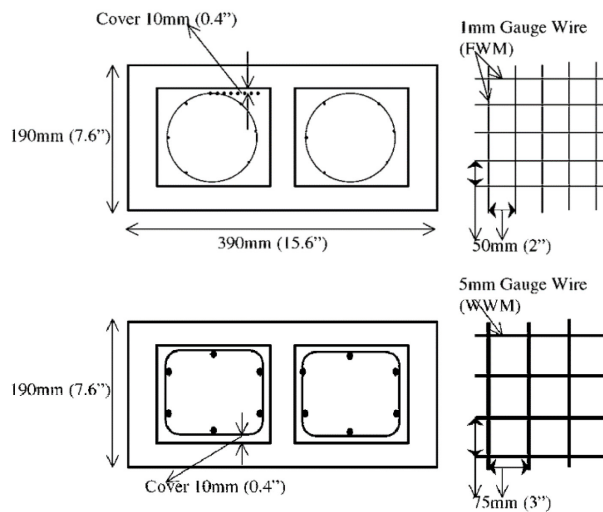 Cover 10mm (0.4”)
1mm Gauge Wire
(FWM)
190mm (7.6”)
390mm (15.6”)
50mm (2”)
5mm Gauge Wire
(WWM)
190mm (7.6”)
Cover 10mm (0.4”)
75mm (3”)